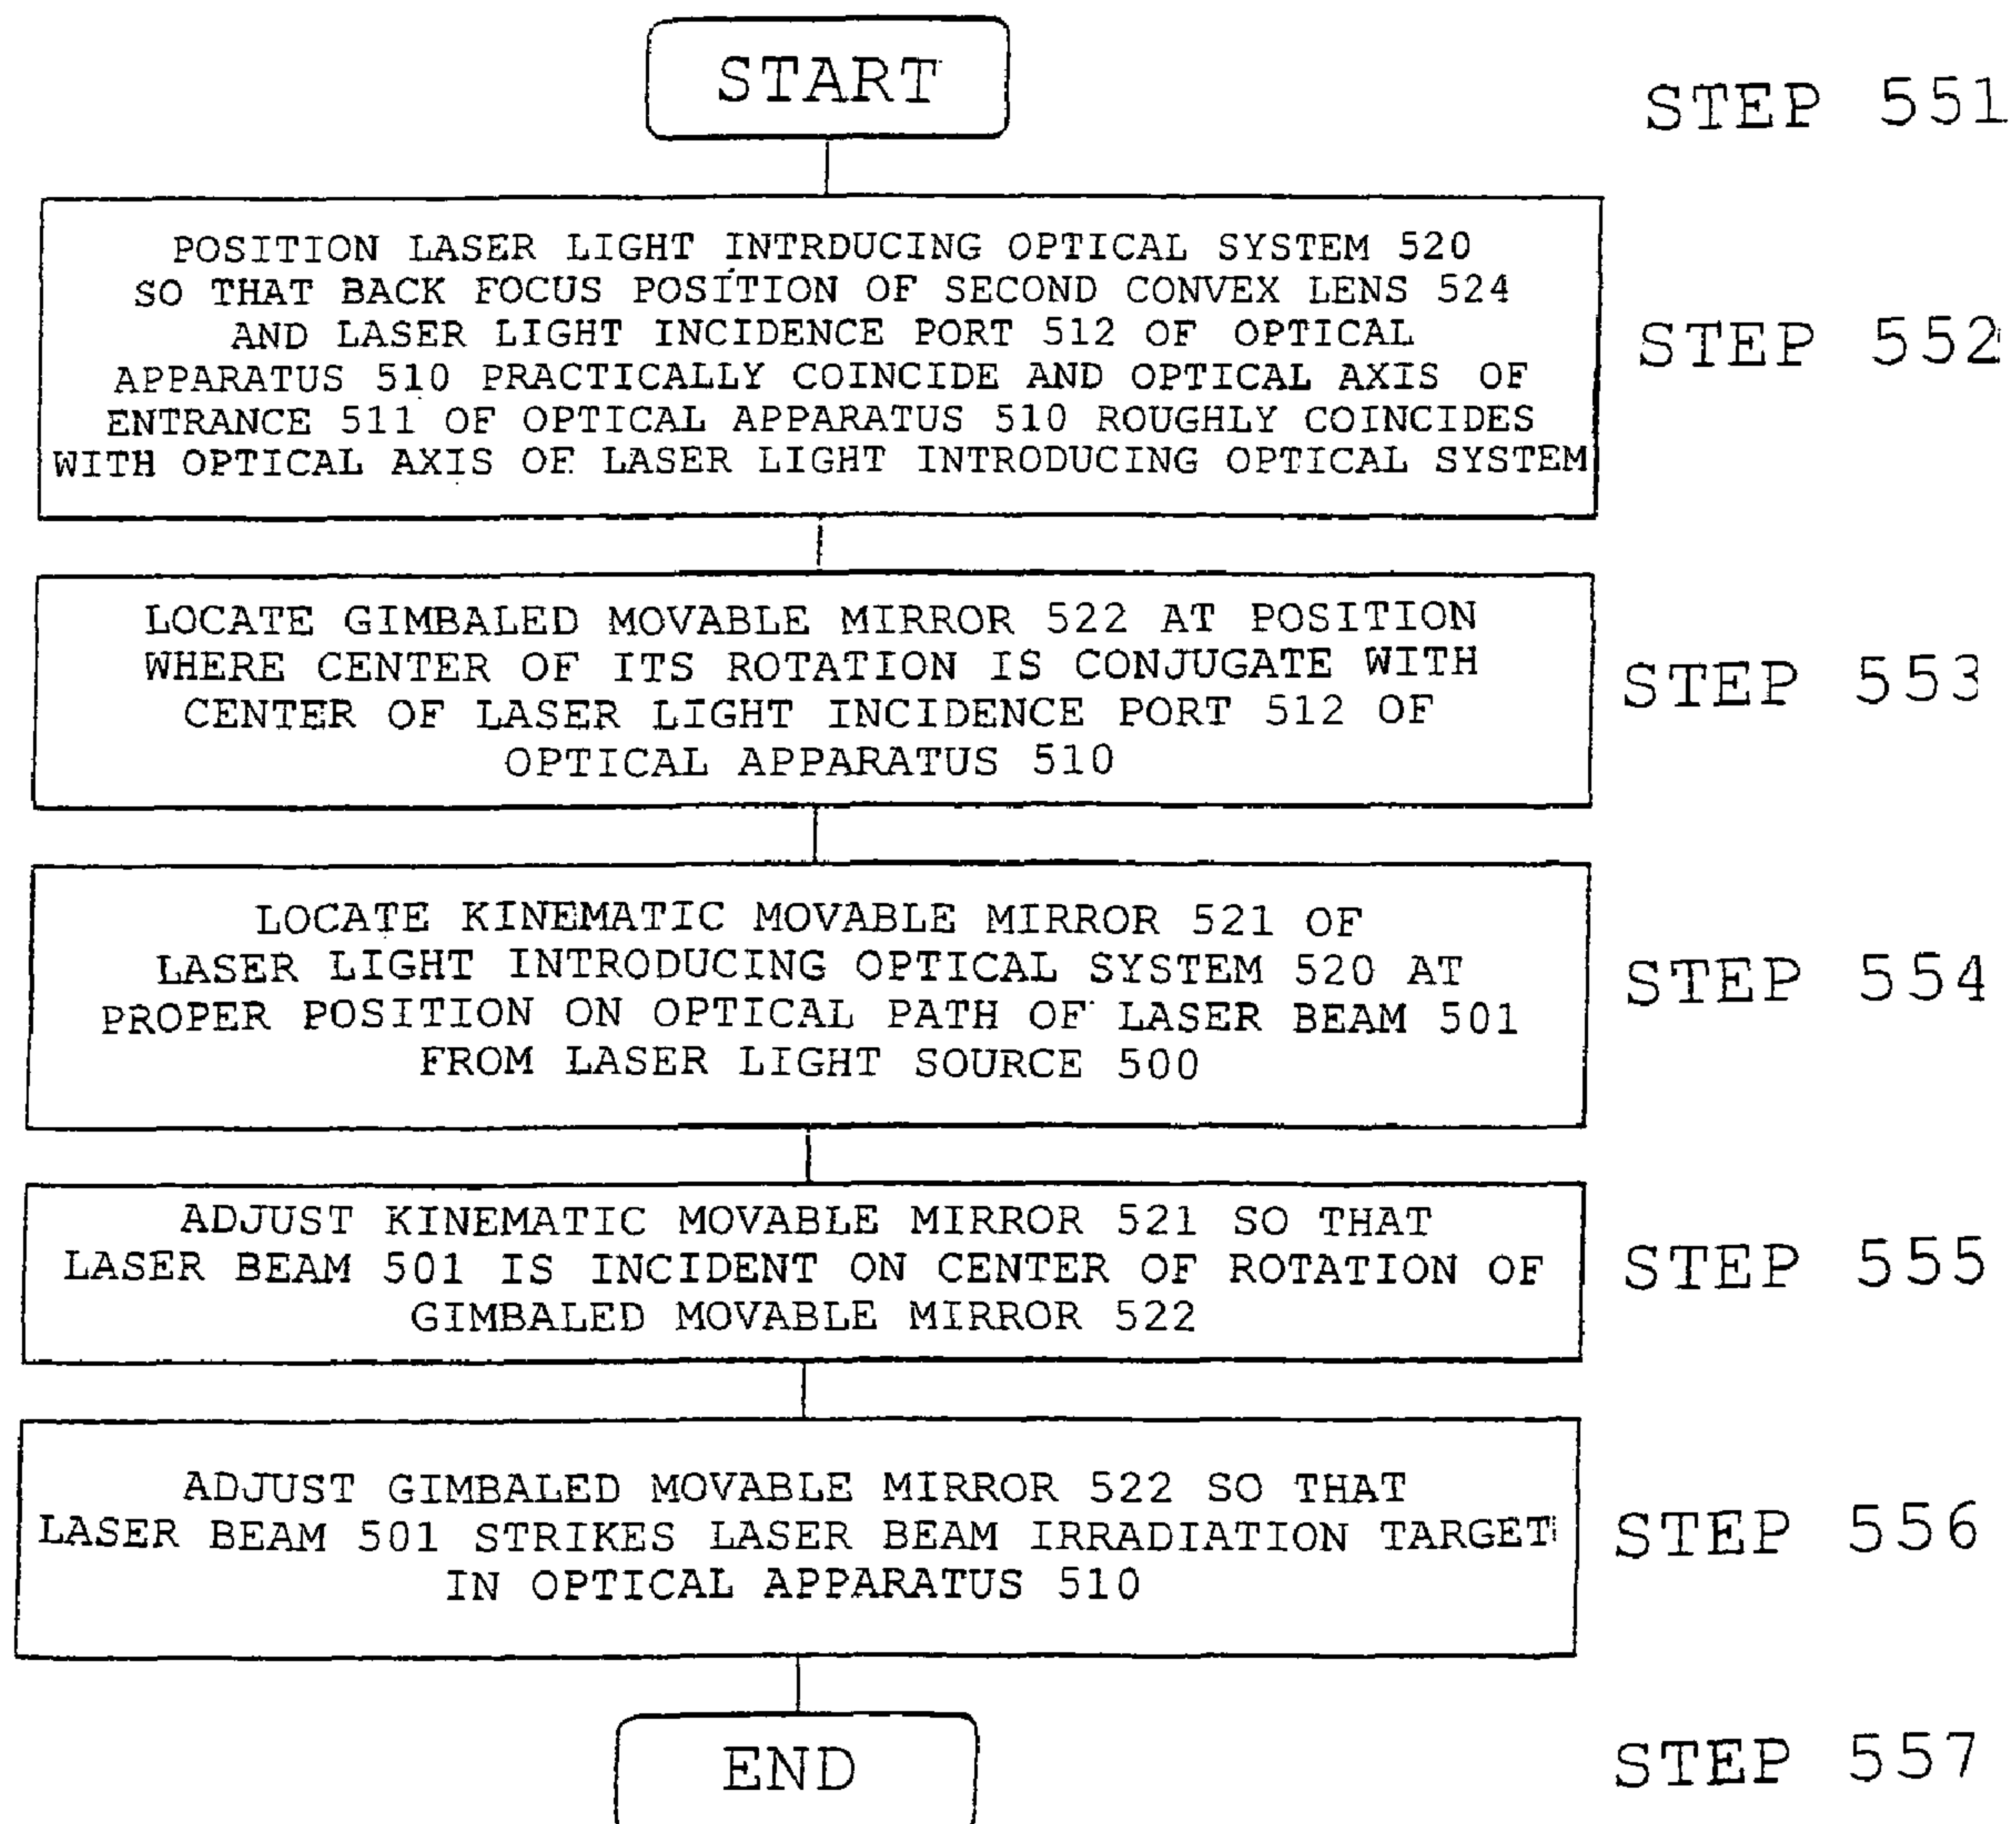 START
STEP 551
POSITION LASER LIGHT INTRDUCING OPTICAL SYSTEM 520
SO THAT BACK FOCUS POSITION OF SECOND CONVEX LENS 524
AND LASER LIGHT INCIDENCE PORT 512 OF OPTICAL
APPARATUS 510 PRACTICALLY COINCIDE AND OPTICAL AXIS OF
ENTRANCE 511 OF OPTICAL APPARATUS 510 ROUGHLY COINCIDES
WITH OPTICAL AXIS OF LASER LIGHT INTRODUCING OPTICAL SYSTEM
STEP 552
LOCATE GIMBALED MOVABLE MIRROR 522 AT POSITION
WHERE CENTER OF ITS ROTATION IS CONJUGATE WITH
CENTER OF LASER LIGHT INCIDENCE PORT 512 OF
OPTICAL APPARATUS 510
STEP 553
LOCATE KINEMATIC MOVABLE MIRROR 521 OF
LASER LIGHT INTRODUCING OPTICAL SYSTEM 520 AT
PROPER POSITION ON OPTICAL PATH OF LASER BEAM 501
FROM LASER LIGHT SOURCE 500
STEP 554
ADJUST KINEMATIC MOVABLE MIRROR 521 SO THAT
LASER BEAM 501 IS INCIDENT ON CENTER OF ROTATION OF
GIMBALED MOVABLE MIRROR 522
STEP 555
ADJUST GIMBALED MOVABLE MIRROR 522 SO THAT
LASER BEAM 501 STRIKES LASER BEAM IRRADIATION TARGET
IN OPTICAL APPARATUS 510
STEP 556
END
STEP 557